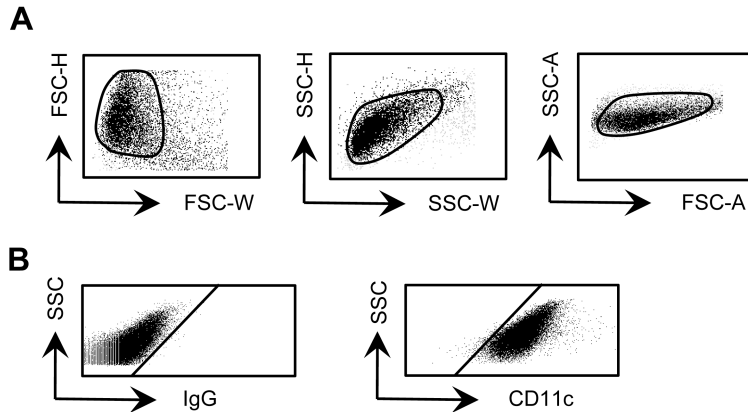 A
FSC-H
FSC-W
SSC-H
SSC-W
SSC-A
FSC-A
B
SSC
IgG
SSC
CD11c